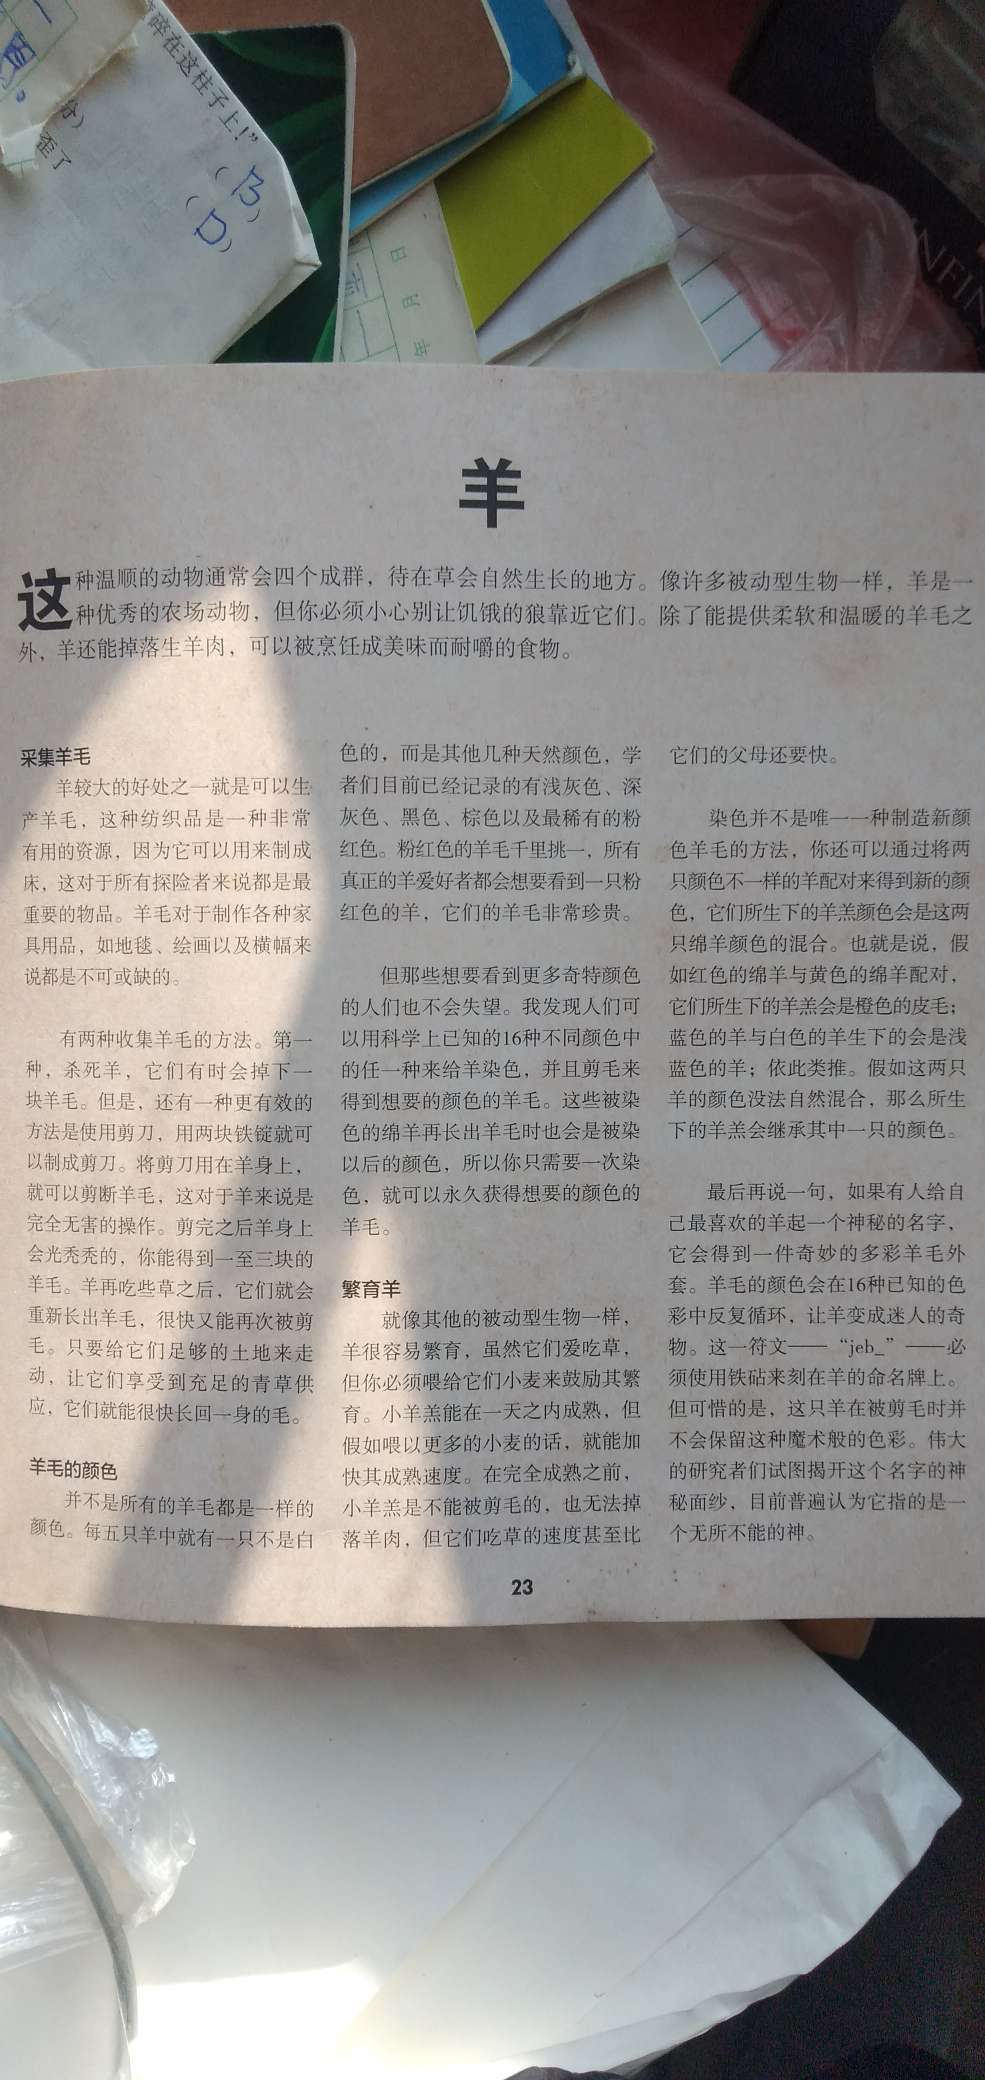 碎在这柱子上！”
分）
歪了
（B）
（D）
年 月 日
NFIN
羊
这种温顺的动物通常会四个成群，待在草会自然生长的地方。像许多被动型生物一样，羊是一
种优秀的农场动物，但你必须小心别让饥饿的狼靠近它们。除了能提供柔软和温暖的羊毛之
外，羊还能掉落生羊肉，可以被烹饪成美味而耐嚼的食物。
采集羊毛
羊较大的好处之一就是可以生
产羊毛，这种纺织品是一种非常
有用的资源，因为它可以用来制成
床，这对于所有探险者来说都是最
重要的物品。羊毛对于制作各种家
具用品，如地毯、绘画以及横幅来
说都是不可或缺的。
有两种收集羊毛的方法。第一
种，杀死羊，它们有时会掉下一
块羊毛。但是，还有一种更有效的
方法是使用剪刀，用两块铁锭就可
以制成剪刀。将剪刀用在羊身上，
就可以剪断羊毛，这对于羊来说是
完全无害的操作。剪完之后羊身上
会光秃秃的，你能得到一至三块的
羊毛。羊再吃些草之后，它们就会
重新长出羊毛，很快又能再次被剪
毛。只要给它们足够的土地来走
动，让它们享受到充足的青草供
应，它们就能很快长回一身的毛。
羊毛的颜色
并不是所有的羊毛都是一样的
颜色。每五只羊中就有一只不是白
色的，而是其他几种天然颜色，学
者们目前已经记录的有浅灰色、深
灰色、黑色、棕色以及最稀有的粉
红色。粉红色的羊毛千里挑一，所有
真正的羊爱好者都会想要看到一只粉
红色的羊，它们的羊毛非常珍贵。
但那些想要看到更多奇特颜色
的人们也不会失望。我发现人们可
以用科学上已知的16种不同颜色中
的任一种来给羊染色，并且剪毛来
得到想要的颜色的羊毛。这些被染
色的绵羊再长出羊毛时也会是被染
以后的颜色，所以你只需要一次染
色，就可以永久获得想要的颜色的
羊毛。
繁育羊
就像其他的被动型生物一样，
羊很容易繁育，虽然它们爱吃草，
但你必须喂给它们小麦来鼓励其繁
育。小羊羔能在一天之内成熟，但
假如喂以更多的小麦的话，就能加
快其成熟速度。在完全成熟之前，
小羊羔是不能被剪毛的，也无法掉
落羊肉，但它们吃草的速度甚至比
它们的父母还要快。
染色并不是唯一一种制造新颜
色羊毛的方法，你还可以通过将两
只颜色不一样的羊配对来得到新的颜
色，它们所生下的羊羔颜色会是这两
只绵羊颜色的混合。也就是说，假
如红色的绵羊与黄色的绵羊配对，
它们所生下的羊羔会是橙色的皮毛；
蓝色的羊与白色的羊生下的会是浅
蓝色的羊；依此类推。假如这两只
羊的颜色没法自然混合，那么所生
下的羊羔会继承其中一只的颜色。
最后再说一句，如果有人给自
己最喜欢的羊起一个神秘的名字，
它会得到一件奇妙的多彩羊毛外
套。羊毛的颜色会在16种已知的色
彩中反复循环，让羊变成迷人的奇
物。这一符文——“jeb_”——必
须使用铁砧来刻在羊的命名牌上。
但可惜的是，这只羊在被剪毛时并
不会保留这种魔术般的色彩。伟大
的研究者们试图揭开这个名字的神
秘面纱，目前普遍认为它指的是一
个无所不能的神。
23